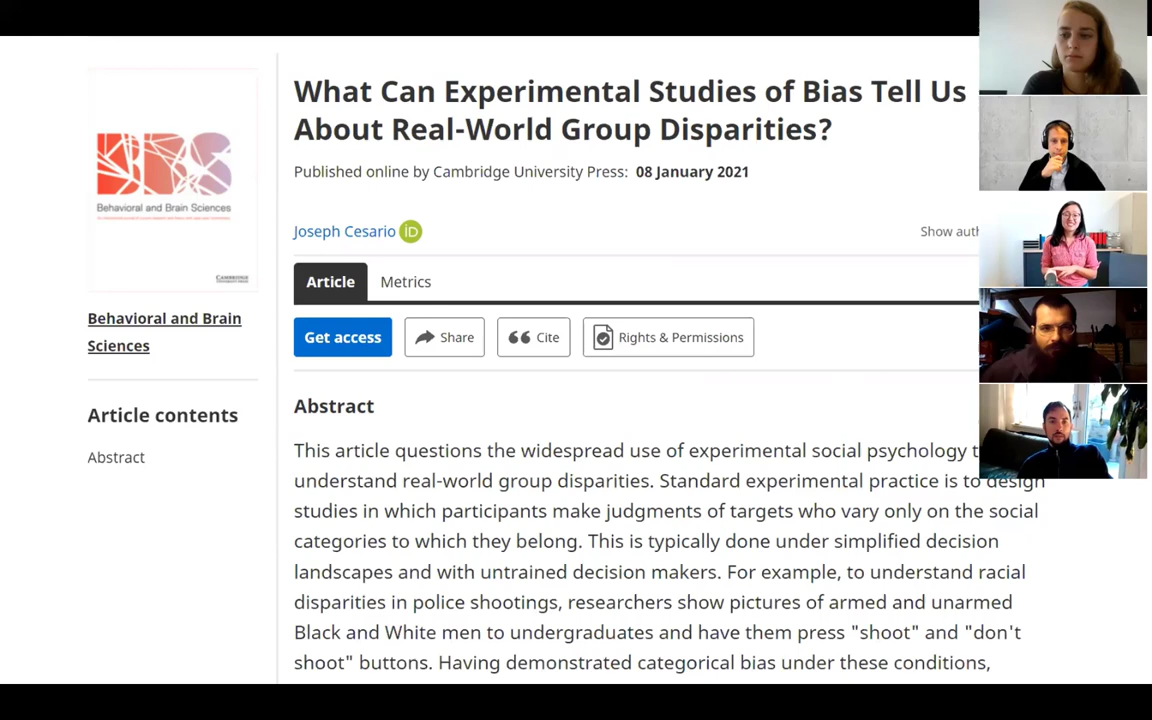 What Can Experimental Studies of Bias Tell Us
About Real-World Group Disparities?
Published online by Cambridge University Press: 08 January 2021
BBS
Behavioral and Brain Sciences
CAMBRIDGE
Joseph Cesario iD
Show auth
Article Metrics
Behavioral and Brain
Sciences
Get access Share Cite Rights & Permissions
Article contents
Abstract
Abstract
This article questions the widespread use of experimental social psychology t
understand real-world group disparities. Standard experimental practice is to design
studies in which participants make judgments of targets who vary only on the social
categories to which they belong. This is typically done under simplified decision
landscapes and with untrained decision makers. For example, to understand racial
disparities in police shootings, researchers show pictures of armed and unarmed
Black and White men to undergraduates and have them press "shoot" and "don't
shoot" buttons. Having demonstrated categorical bias under these conditions,